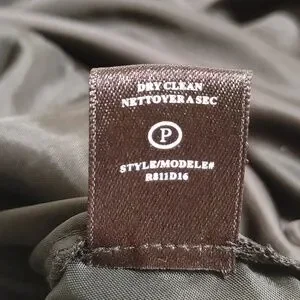 DRY CLEAN
NETTOYER A SEC
P
STYLE/MODELE#
R811D16